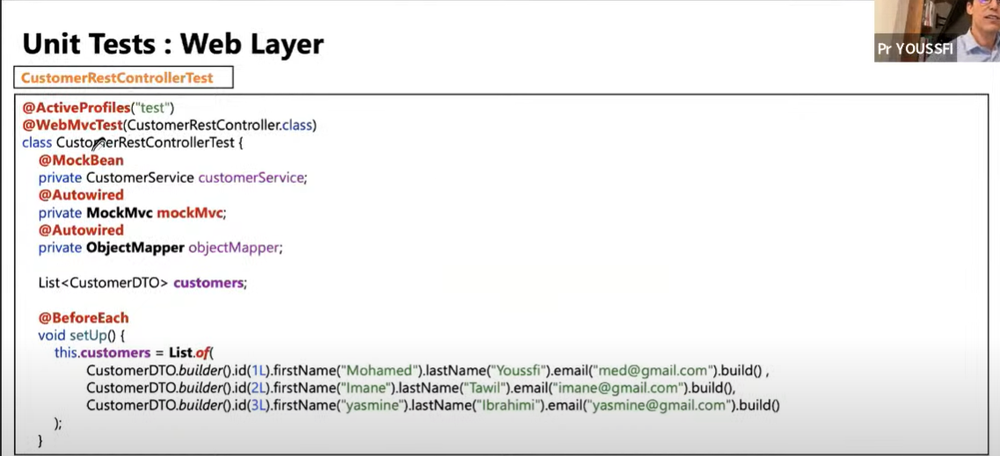 Unit Tests : Web Layer
Pr YOUSSFI
CustomerRestControllerTest
@ActiveProfiles("test")
@WebMvcTest(CustomerRestController.class)
class CustomerRestControllerTest {
@MockBean
private CustomerService customerService;
@Autowired
private MockMvc mockMvc;
@Autowired
private ObjectMapper objectMapper;
List<CustomerDTO> customers;
@BeforeEach
void setUp() {
this.customers = List.of(
CustomerDTO.builder().id(1L).firstName("Mohamed").lastName("Youssfi").email("med@gmail.com").build() ,
CustomerDTO.builder().id(2L).firstName("Imane").lastName("Tawil").email("imane@gmail.com").build(),
CustomerDTO.builder().id(3L).firstName("yasmine").lastName("Ibrahimi").email("yasmine@gmail.com").build()
);
}